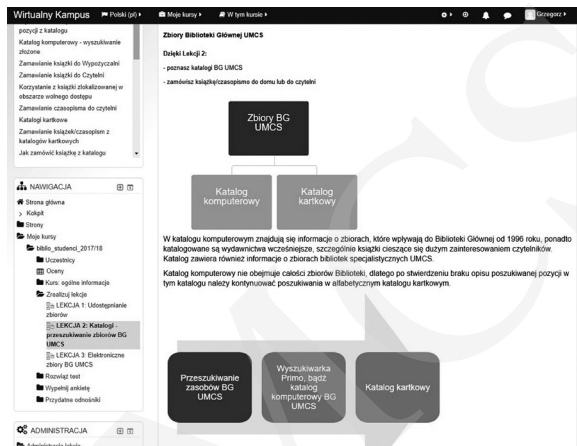 Wirtualny Kampus
Polski (pl)
Moje kursy
W tym kursie
Grzegorz
pozycji z katalogu
Katalog komputerowy - wyszukiwanie
złożone
Zamawianie książki do Wypożyczalni
Zamawianie książki do Czytelni
Korzystanie z książki zlokalizowanej w
obszarze wolnego dostępu
Zamawianie czasopisma do czytelni
Katalogi kartkowe
Zamawianie książek/czasopism z
katalogów kartkowych
Jak zamówić książkę z katalogu
NAWIGACJA
Strona główna
Kokpit
Strony
Moje kursy
biblio_studenci_2017/18
Uczestnicy
Oceny
Kurs: ogólne informacje
Zrealizuj lekcje
LEKCJA 1: Udostępnianie
zbiorów
LEKCJA 2: Katalogi -
przeszukiwanie zbiorów BG
UMCS
LEKCJA 3: Elektroniczne
zbiory BG UMCS
Rozwiąż test
Wypełnij ankietę
Przydatne odnośniki
ADMINISTRACJA
Administracja lekcją
Zbiory Biblioteki Głównej UMCS
Dzięki Lekcji 2:
- poznasz katalogi BG UMCS
- zamówisz książkę/czasopismo do domu lub do czytelni
Zbiory BG
UMCS
Katalog
komputerowy
Katalog
kartkowy
W katalogu komputerowym znajdują się informacje o zbiorach, które wpływają do Biblioteki Głównej od 1996 roku, ponadto
katalogowane są wydawnictwa wcześniejsze, szczególnie książki cieszące się dużym zainteresowaniem czytelników.
Katalog zawiera również informacje o zbiorach bibliotek specjalistycznych UMCS.
Katalog komputerowy nie obejmuje całości zbiorów Biblioteki, dlatego po stwierdzeniu braku opisu poszukiwanej pozycji w
tym katalogu należy kontynuować poszukiwania w alfabetycznym katalogu kartkowym.
Przeszukiwanie
zasobów BG
UMCS
Wyszukiwarka
Primo, bądź
katalog
komputerowy BG
UMCS
Katalog kartkowy